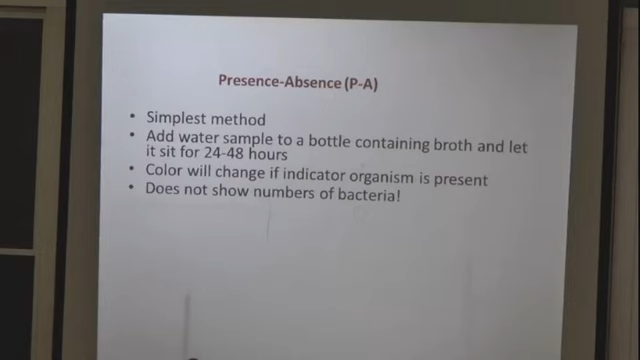 Presence-Absence (P-A)
• Simplest method
• Add water sample to a bottle containing broth and let
it sit for 24-48 hours
• Color will change if indicator organism is present
• Does not show numbers of bacteria!